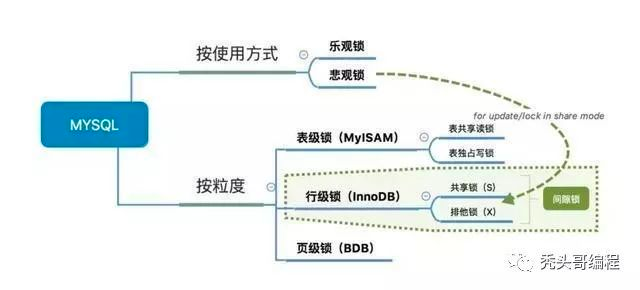 MYSQL
按使用方式
乐观锁
悲观锁
for update/lock in share mode
按粒度
表级锁（MyISAM）
表共享读锁
表独占写锁
行级锁（InnoDB）
共享锁（S）
排他锁（X）
间隙锁
页级锁（BDB）
秃头哥编程